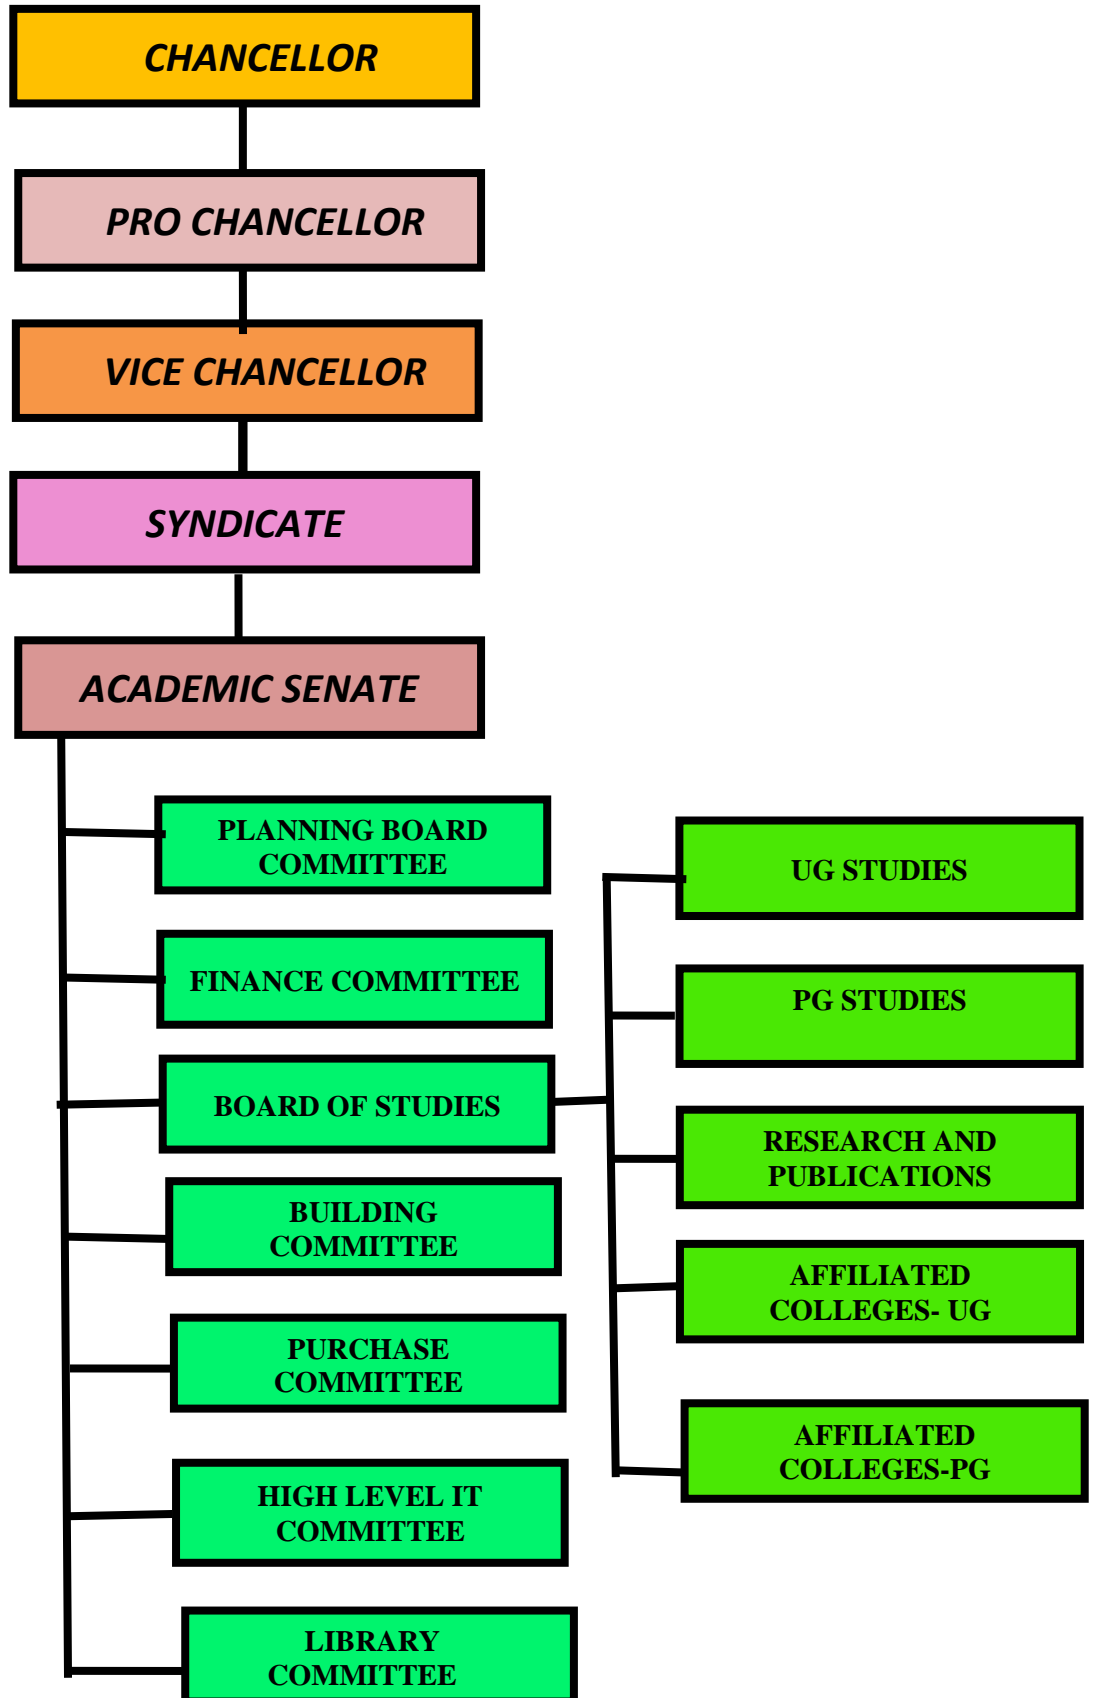 CHANCELLOR
PRO CHANCELLOR
VICE CHANCELLOR
SYNDICATE
ACADEMIC SENATE
PLANNING BOARD
COMMITTEE
FINANCE COMMITTEE
BOARD OF STUDIES
BUILDING
COMMITTEE
PURCHASE
COMMITTEE
HIGH LEVEL IT
COMMITTEE
LIBRARY
COMMITTEE
UG STUDIES
PG STUDIES
RESEARCH AND
PUBLICATIONS
AFFILIATED
COLLEGES- UG
AFFILIATED
COLLEGES-PG